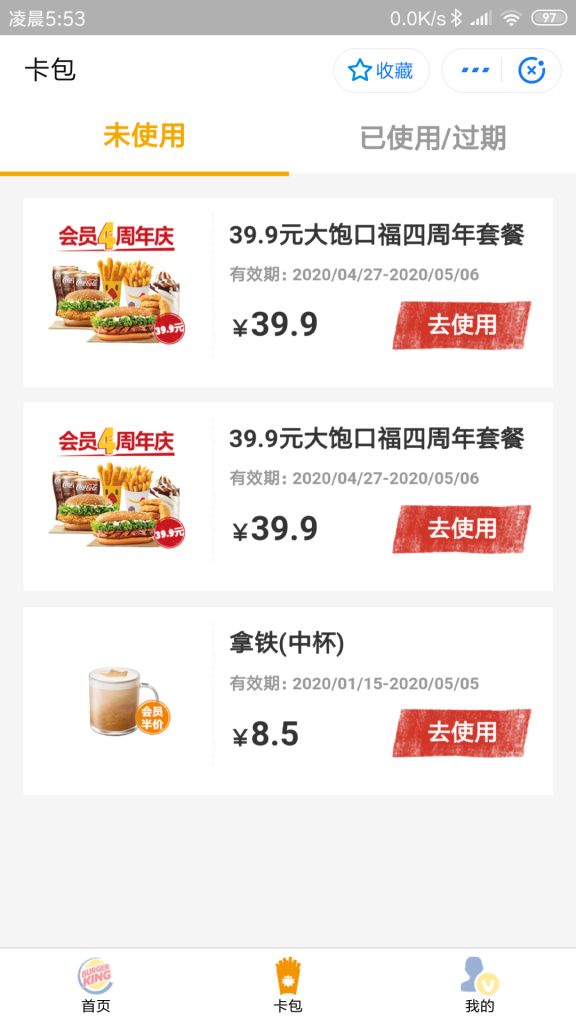 凌晨5:53
0.0K/s
97
卡包
收藏
未使用
已使用/过期
会员4周年庆
Coca-Cola
39.9元
39.9元大饱口福四周年套餐
有效期: 2020/04/27-2020/05/06
¥39.9
去使用
会员4周年庆
Coca-Cola
39.9元
39.9元大饱口福四周年套餐
有效期: 2020/04/27-2020/05/06
¥39.9
去使用
会员
半价
拿铁(中杯)
有效期: 2020/01/15-2020/05/05
¥8.5
去使用
BURGER
KING
首页
卡包
我的